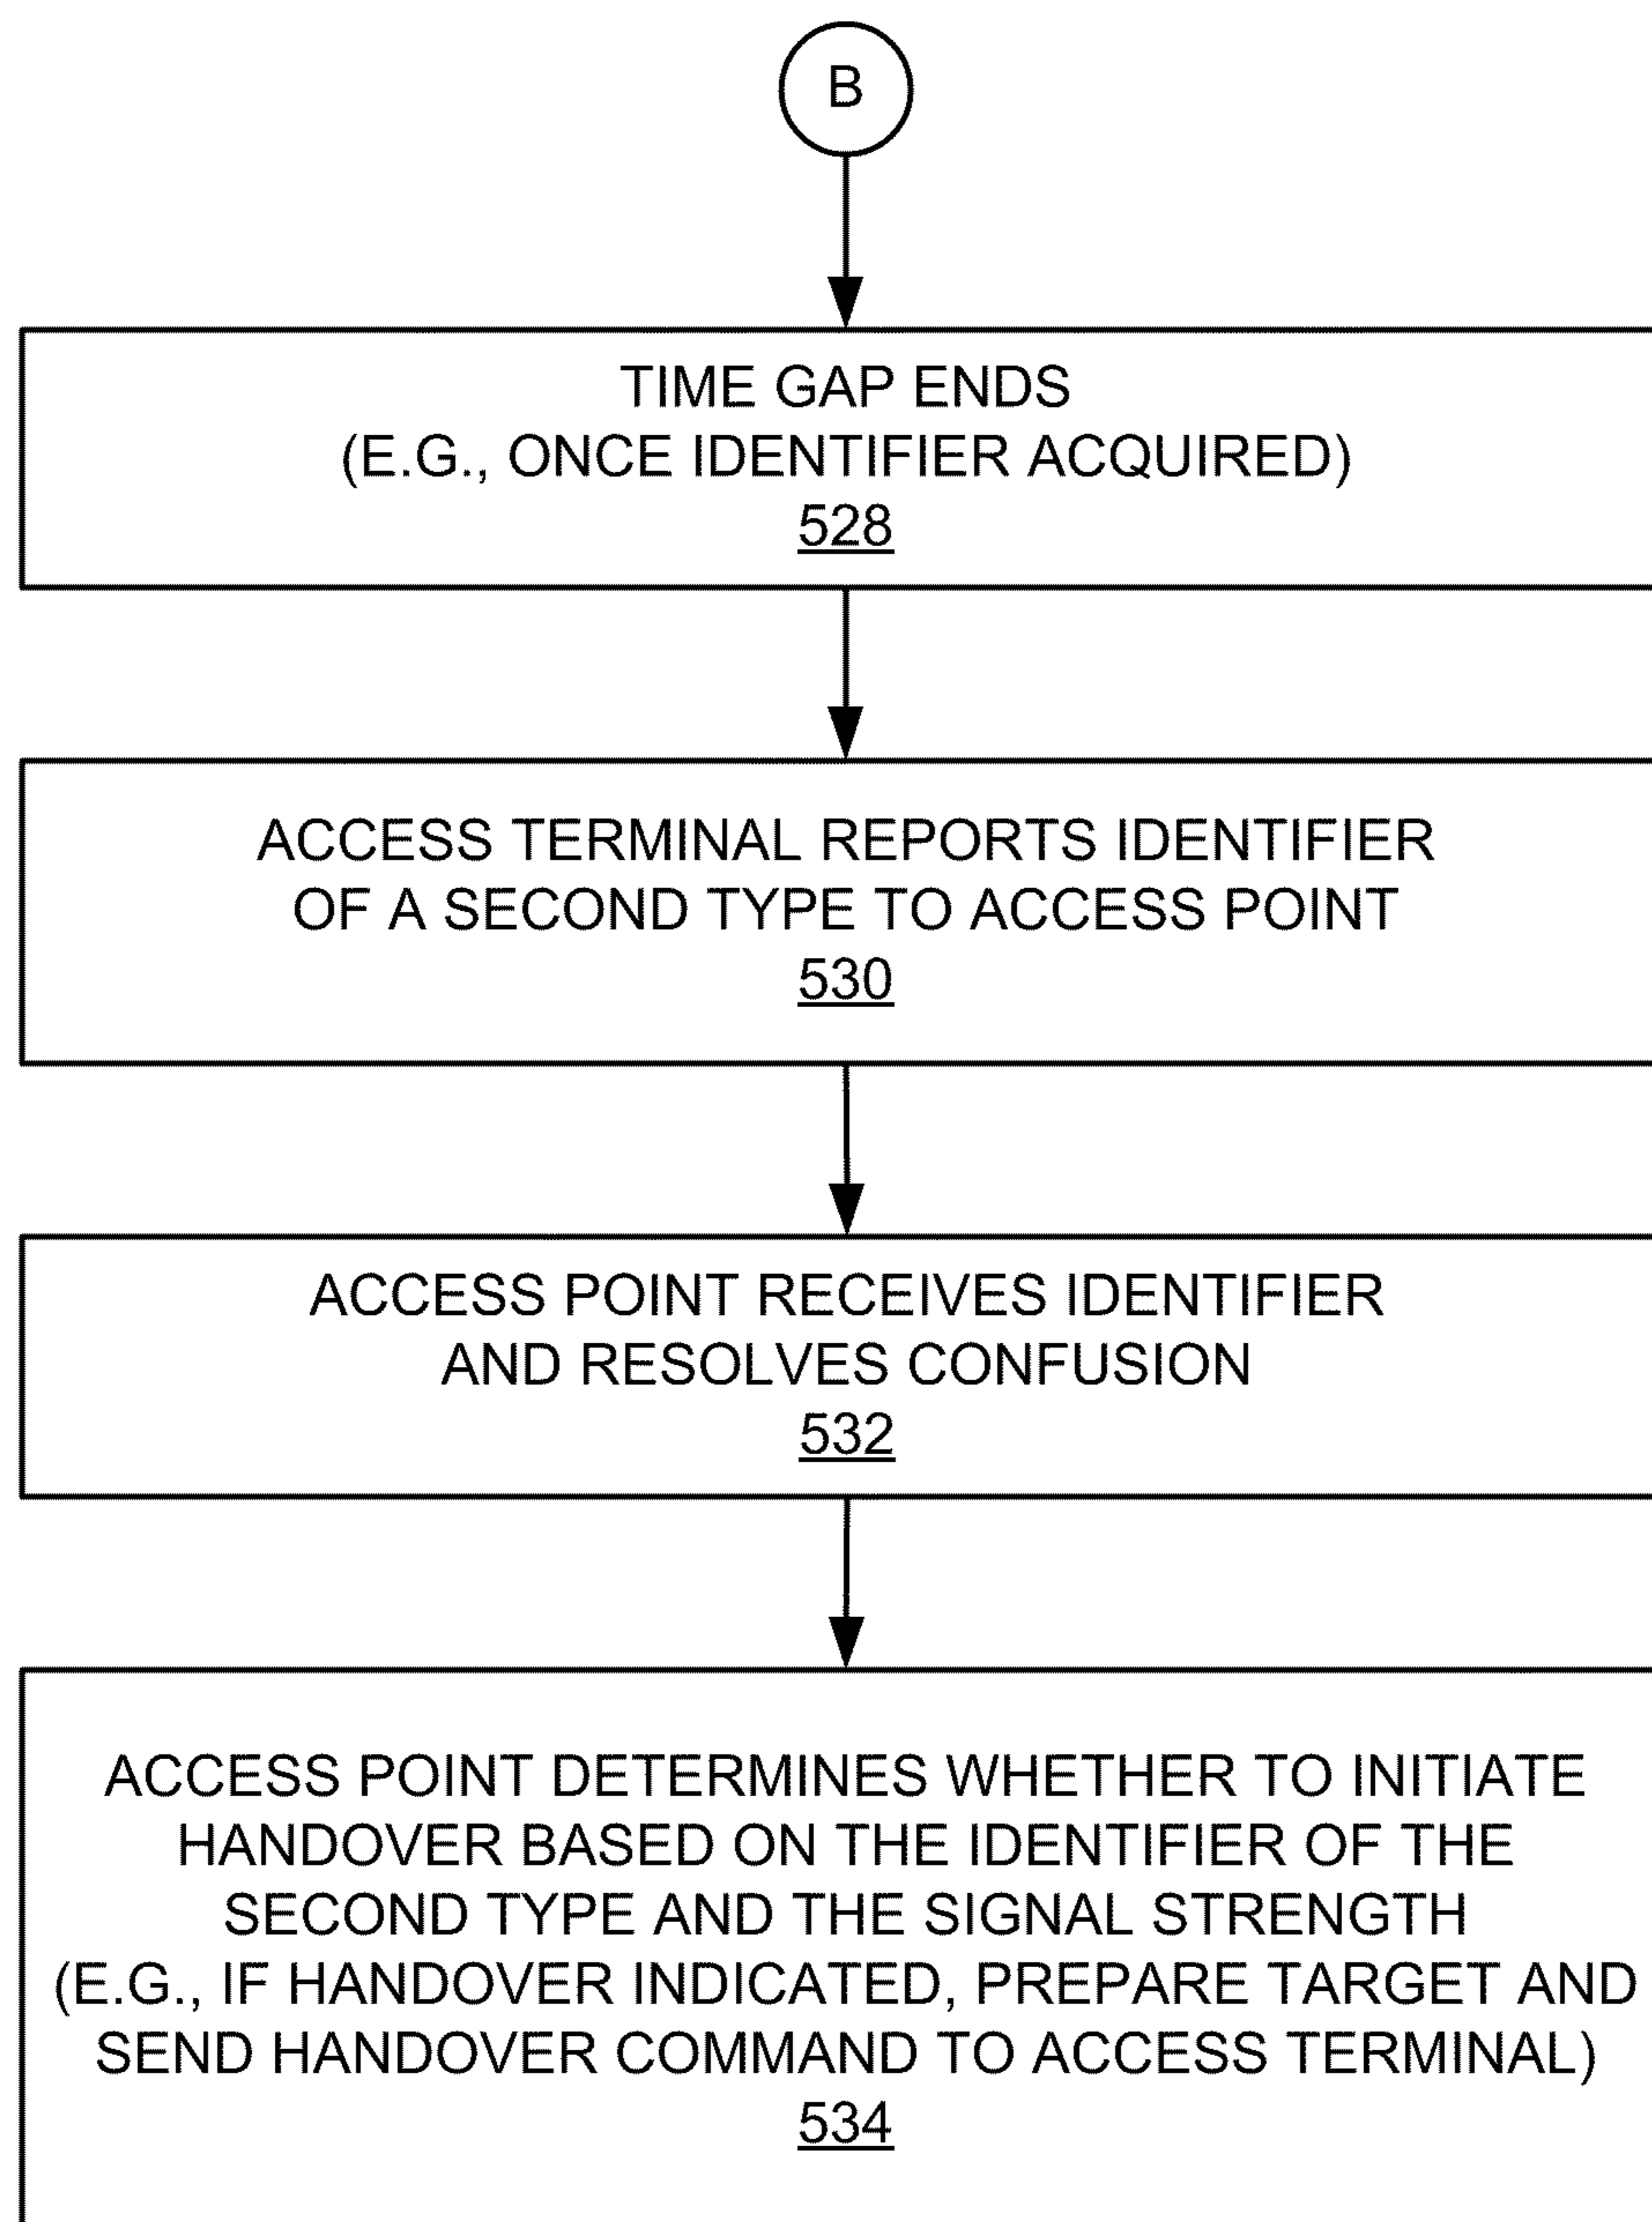 B
TIME GAP ENDS
(E.G., ONCE IDENTIFIER ACQUIRED)
528
ACCESS TERMINAL REPORTS IDENTIFIER
OF A SECOND TYPE TO ACCESS POINT
530
ACCESS POINT RECEIVES IDENTIFIER
AND RESOLVES CONFUSION
532
ACCESS POINT DETERMINES WHETHER TO INITIATE
HANDOVER BASED ON THE IDENTIFIER OF THE
SECOND TYPE AND THE SIGNAL STRENGTH
(E.G., IF HANDOVER INDICATED, PREPARE TARGET AND
SEND HANDOVER COMMAND TO ACCESS TERMINAL)
534